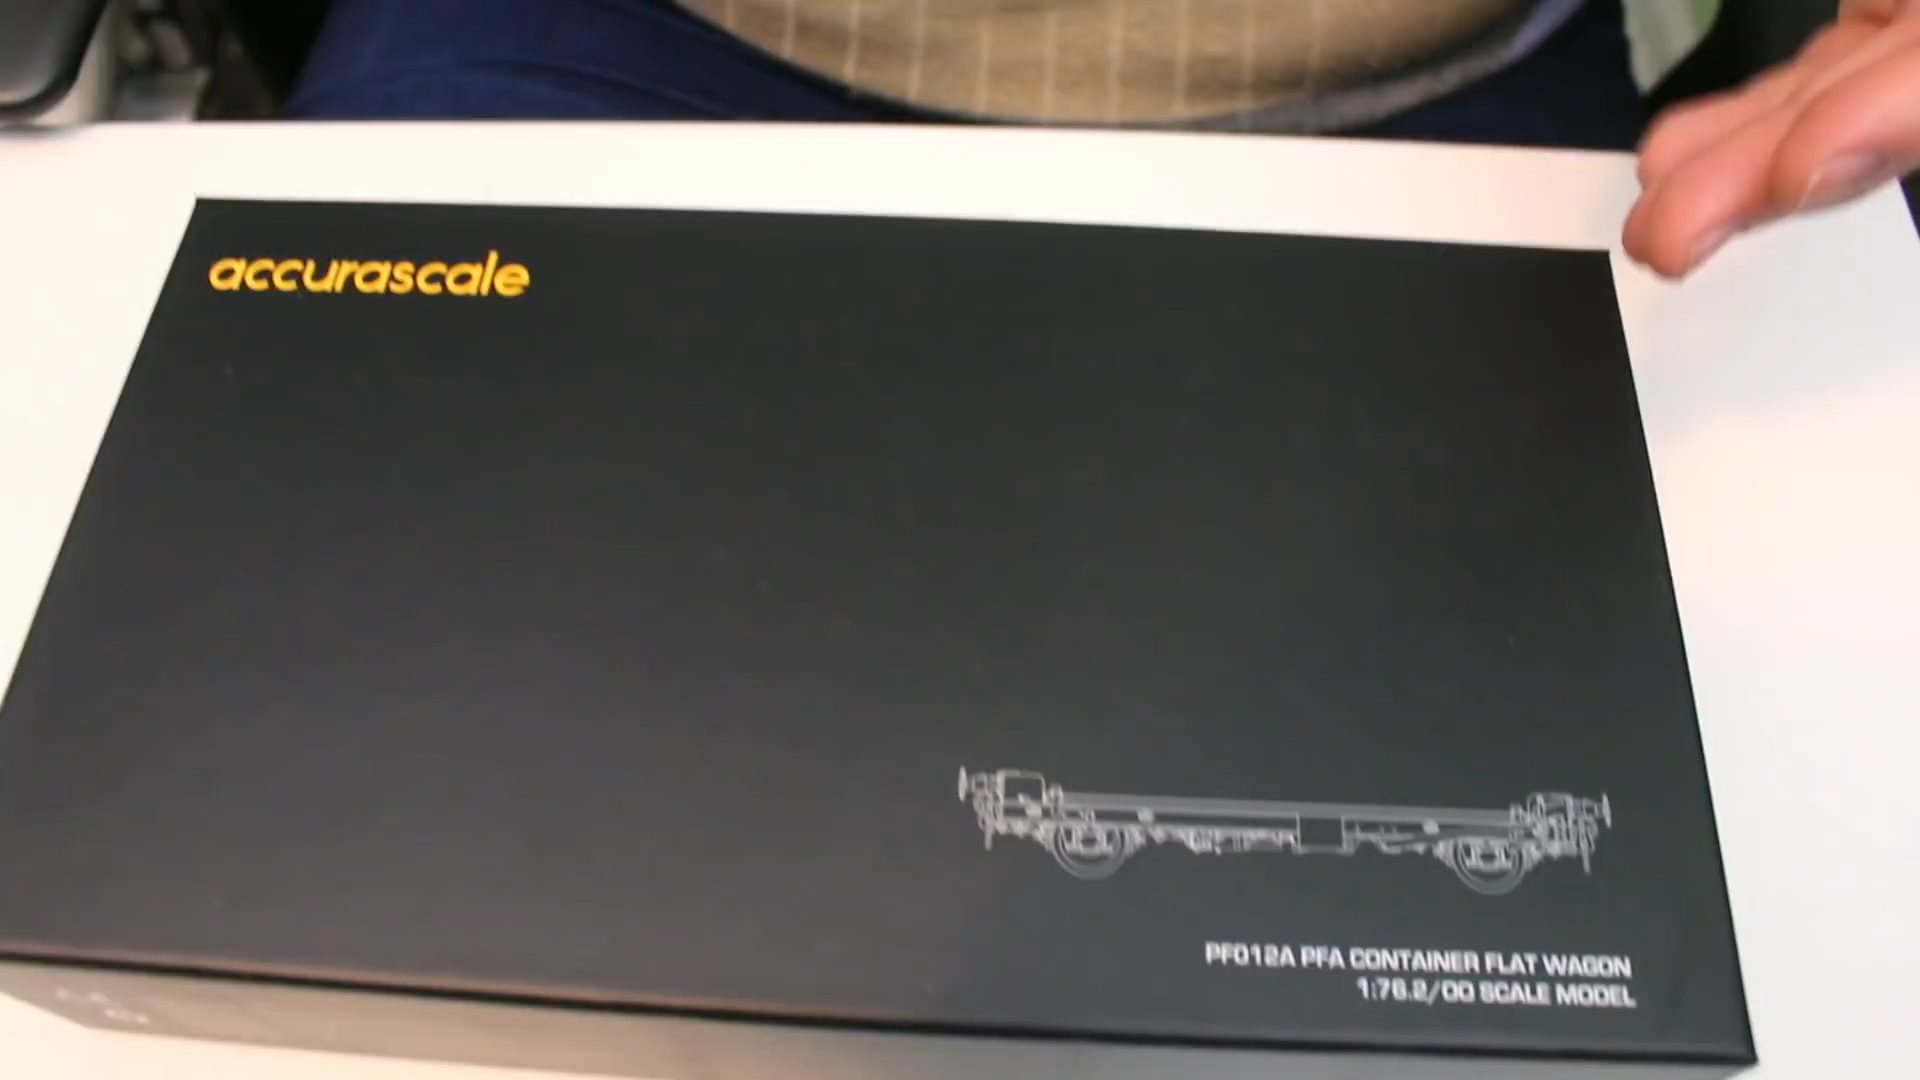 accurascale
PF012A PFA CONTAINER FLAT WAGON
1:76.2/OO SCALE MODEL